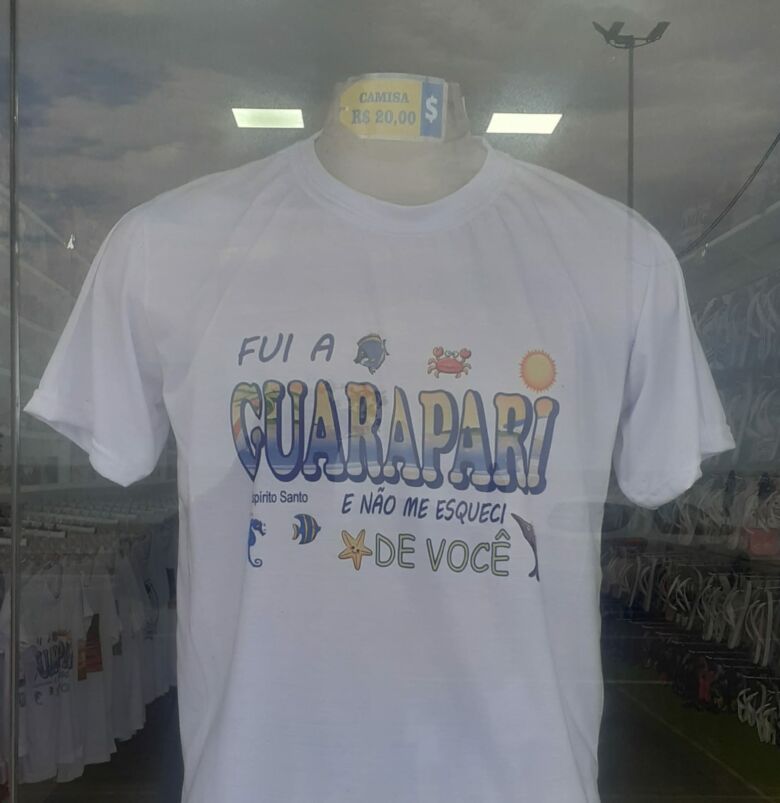 CAMISA
R$ 20,00
$
FUI A
GUARAPARI
spirito Santo
E NÃO ME ESQUECI
DE VOCÊ